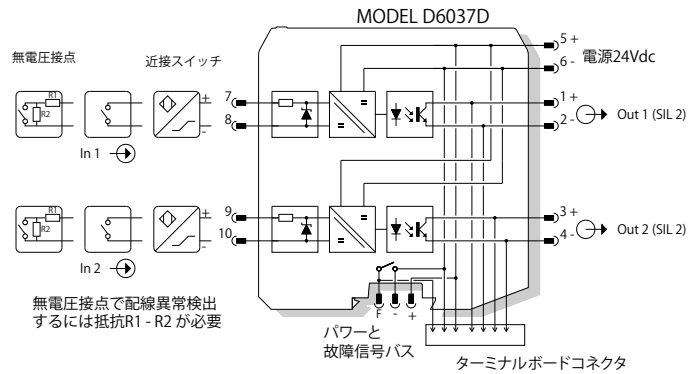 MODEL D6037D
無電圧接点
近接スイッチ
5 +
6 -
電源24Vdc
R1
R2
+
-
7
8
1 +
2 -
Out 1 (SIL 2)
In 1
R1
R2
+
-
9
10
3 +
4 -
Out 2 (SIL 2)
In 2
無電圧接点で配線異常検出
するには抵抗R1 - R2 が必要
F - +
パワーと
故障信号バス
ターミナルボードコネクタ